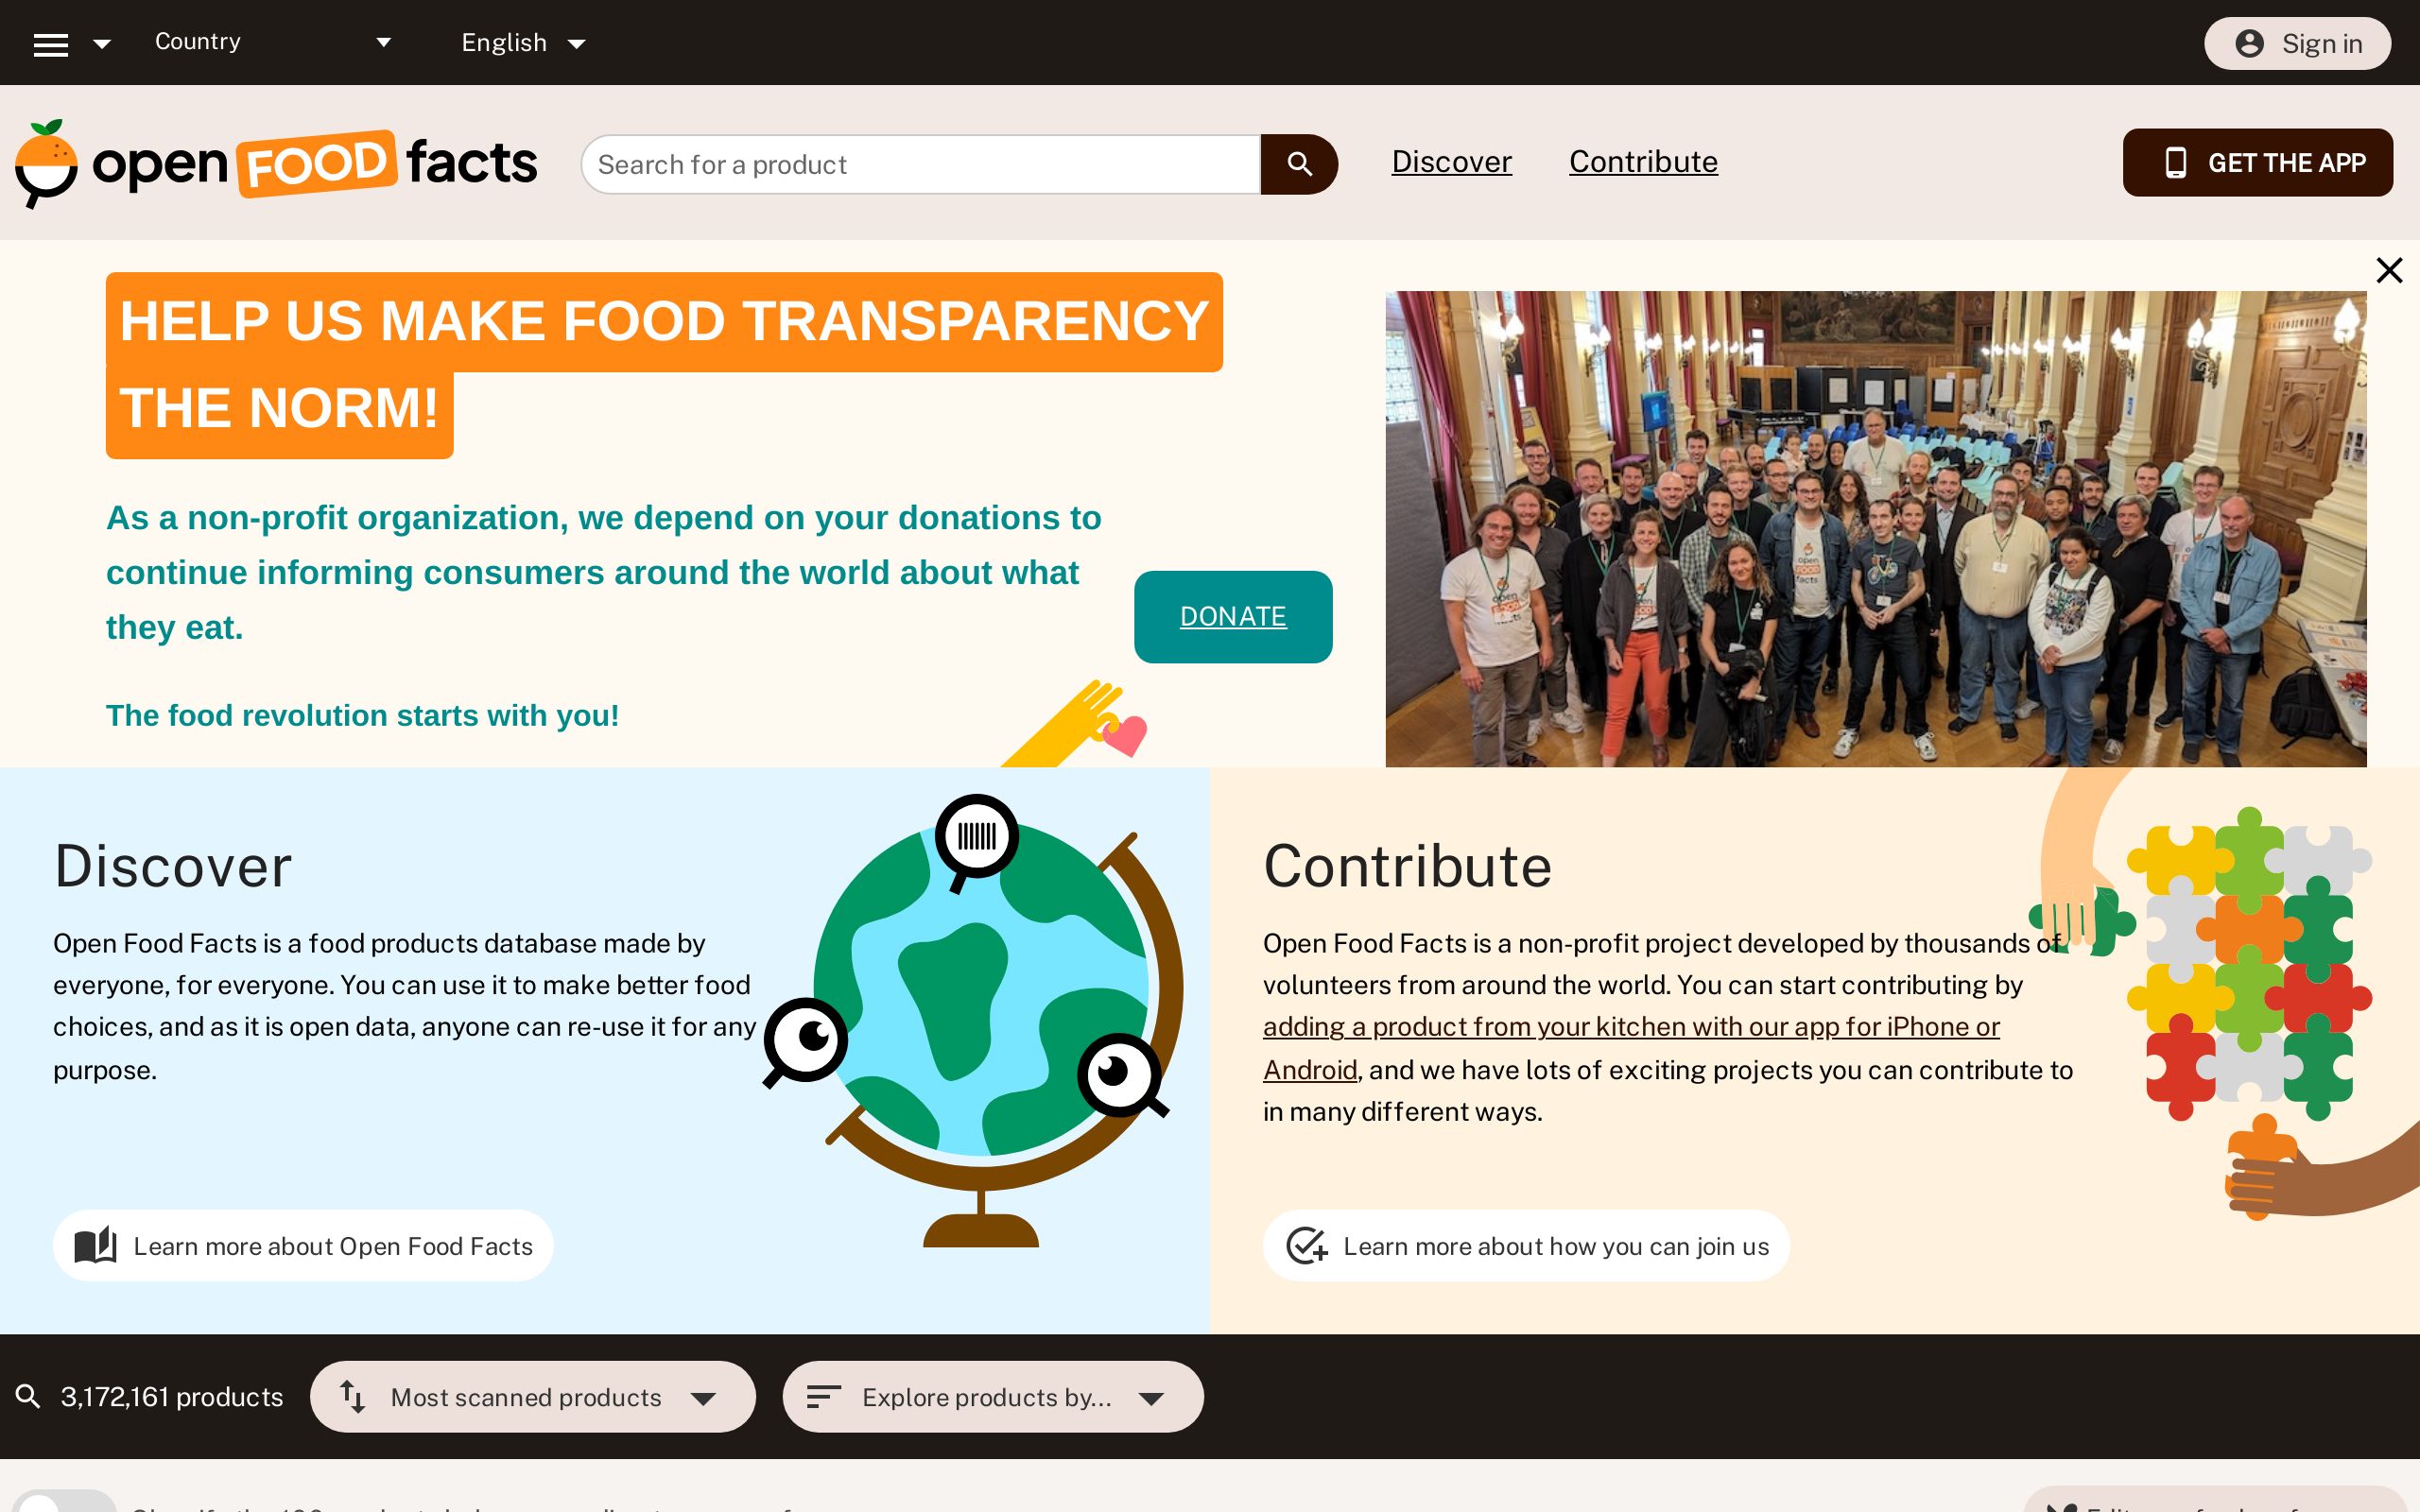 Country
English
Sign in
open FOOD facts
Search for a product
Discover
Contribute
GET THE APP
HELP US MAKE FOOD TRANSPARENCY
THE NORM!
As a non-profit organization, we depend on your donations to
continue informing consumers around the world about what
they eat.
DONATE
The food revolution starts with you!
open
FOOD
facts
Discover
Open Food Facts is a food products database made by
everyone, for everyone. You can use it to make better food
choices, and as it is open data, anyone can re-use it for any
purpose.
Learn more about Open Food Facts
Contribute
Open Food Facts is a non-profit project developed by thousands of
volunteers from around the world. You can start contributing by
adding a product from your kitchen with our app for iPhone or
Android, and we have lots of exciting projects you can contribute to
in many different ways.
Learn more about how you can join us
3,172,161 products
Most scanned products
Explore products by...